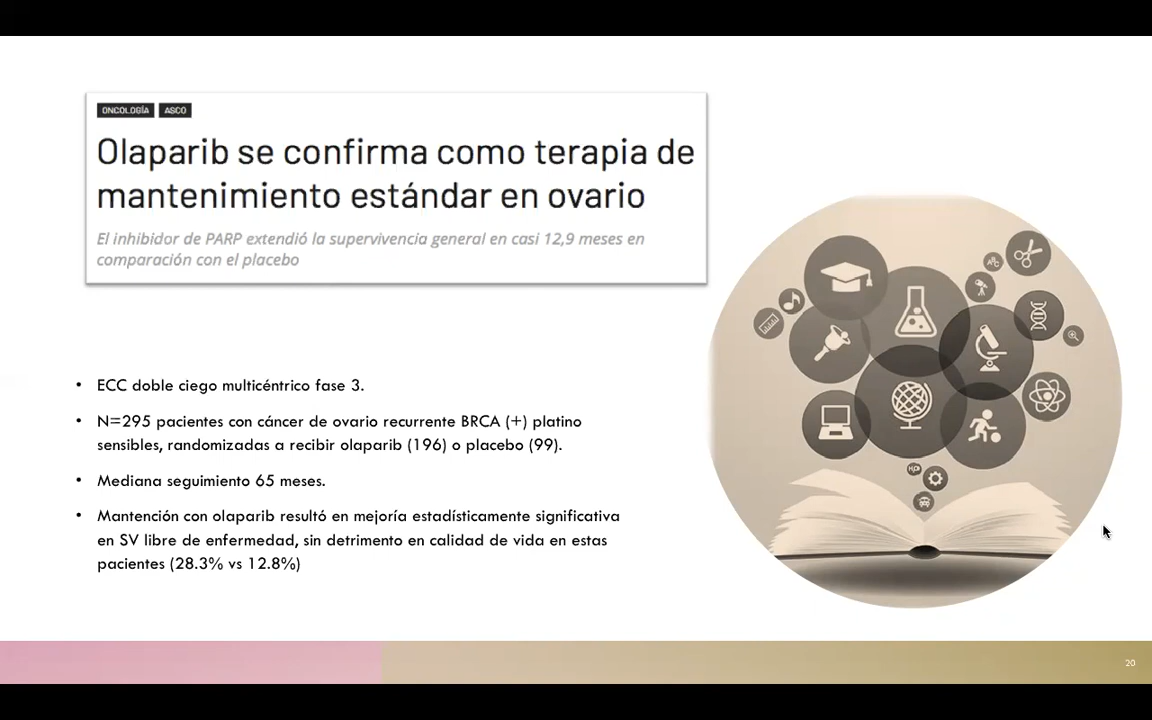 ONCOLOGÍA ASCO
Olaparib se confirma como terapia de
mantenimiento estándar en ovario
El inhibidor de PARP extendió la supervivencia general en casi 12,9 meses en
comparación con el placebo
• ECC doble ciego multicéntrico fase 3.
• N=295 pacientes con cáncer de ovario recurrente BRCA (+) platino
sensibles, randomizadas a recibir olaparib (196) o placebo (99).
• Mediana seguimiento 65 meses.
• Mantención con olaparib resultó en mejoría estadísticamente significativa
en SV libre de enfermedad, sin detrimento en calidad de vida en estas
pacientes (28.3% vs 12.8%)
20